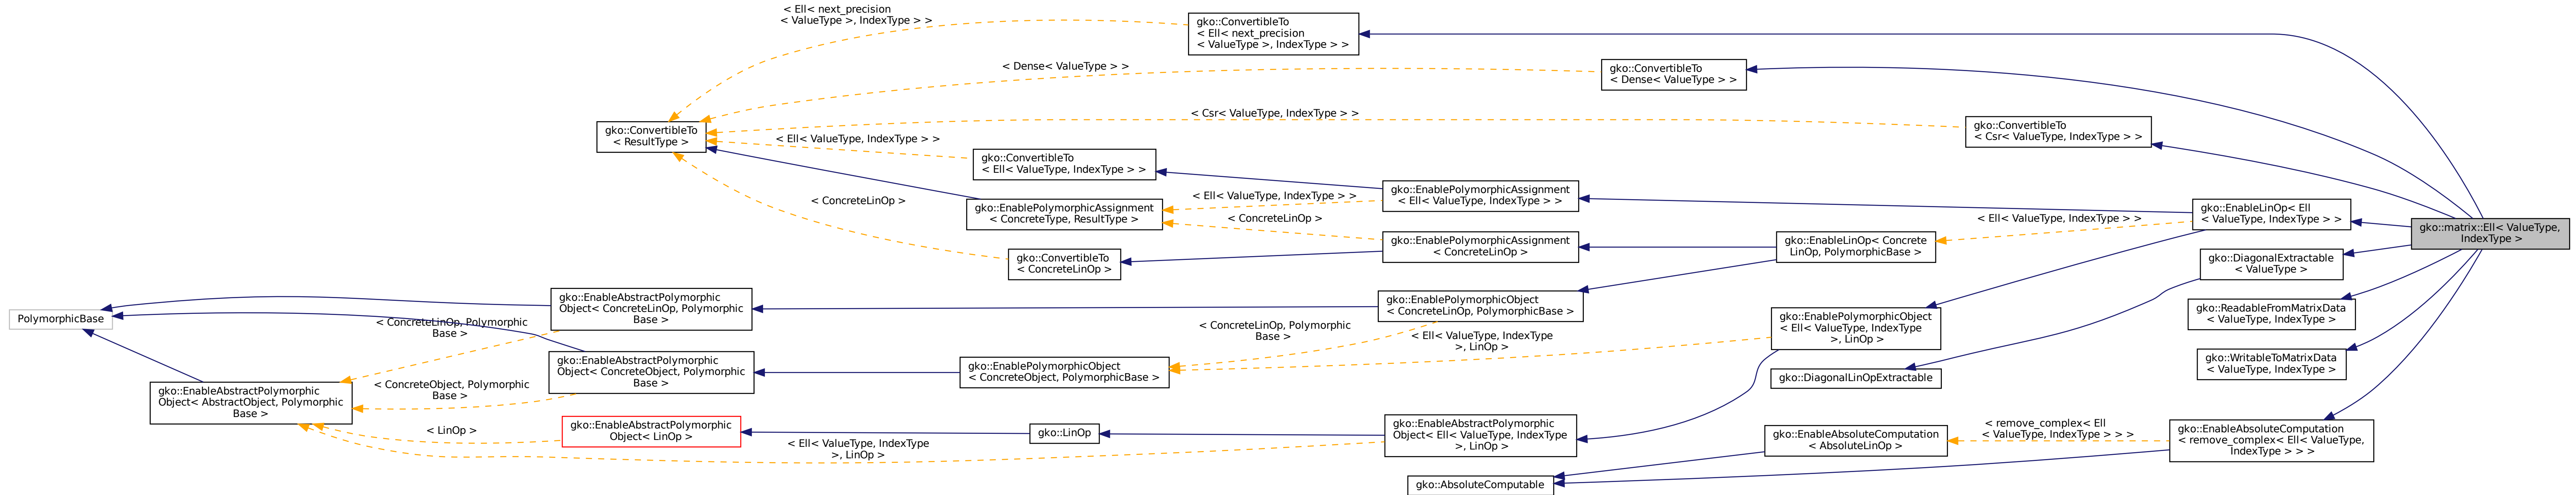 < Ell< next_precision
< ValueType >, IndexType > >
gko::ConvertibleTo
< Ell< next_precision
< ValueType >, IndexType > >
< Dense< ValueType > >
gko::ConvertibleTo
< Dense< ValueType > >
gko::ConvertibleTo
< ResultType >
< Csr< ValueType, IndexType > >
gko::ConvertibleTo
< Csr< ValueType, IndexType > >
< Ell< ValueType, IndexType > >
gko::ConvertibleTo
< Ell< ValueType, IndexType > >
gko::EnablePolymorphicAssignment
< Ell< ValueType, IndexType > >
< Ell< ValueType, IndexType > >
< ConcreteLinOp >
gko::EnablePolymorphicAssignment
< ConcreteType, ResultType >
< ConcreteLinOp >
gko::EnablePolymorphicAssignment
< ConcreteLinOp >
gko::ConvertibleTo
< ConcreteLinOp >
gko::EnableLinOp< Concrete
LinOp, PolymorphicBase >
< Ell< ValueType, IndexType > >
gko::EnableLinOp< Ell
< ValueType, IndexType > >
gko::matrix::Ell< ValueType,
IndexType >
gko::DiagonalExtractable
< ValueType >
gko::ReadableFromMatrixData
< ValueType, IndexType >
gko::WritableToMatrixData
< ValueType, IndexType >
PolymorphicBase
gko::EnableAbstractPolymorphic
Object< ConcreteLinOp, Polymorphic
Base >
< ConcreteLinOp, Polymorphic
Base >
gko::EnablePolymorphicObject
< ConcreteLinOp, PolymorphicBase >
< ConcreteLinOp, Polymorphic
Base >
< Ell< ValueType, IndexType
>, LinOp >
gko::EnablePolymorphicObject
< Ell< ValueType, IndexType
>, LinOp >
gko::EnableAbstractPolymorphic
Object< ConcreteObject, Polymorphic
Base >
gko::EnablePolymorphicObject
< ConcreteObject, PolymorphicBase >
gko::DiagonalLinOpExtractable
gko::EnableAbstractPolymorphic
Object< AbstractObject, Polymorphic
Base >
< ConcreteObject, Polymorphic
Base >
< LinOp >
gko::EnableAbstractPolymorphic
Object< LinOp >
gko::LinOp
< Ell< ValueType, IndexType
>, LinOp >
gko::EnableAbstractPolymorphic
Object< Ell< ValueType, IndexType
>, LinOp >
gko::EnableAbsoluteComputation
< AbsoluteLinOp >
< remove_complex< Ell
< ValueType, IndexType > > >
gko::EnableAbsoluteComputation
< remove_complex< Ell< ValueType,
IndexType > > >
gko::AbsoluteComputable